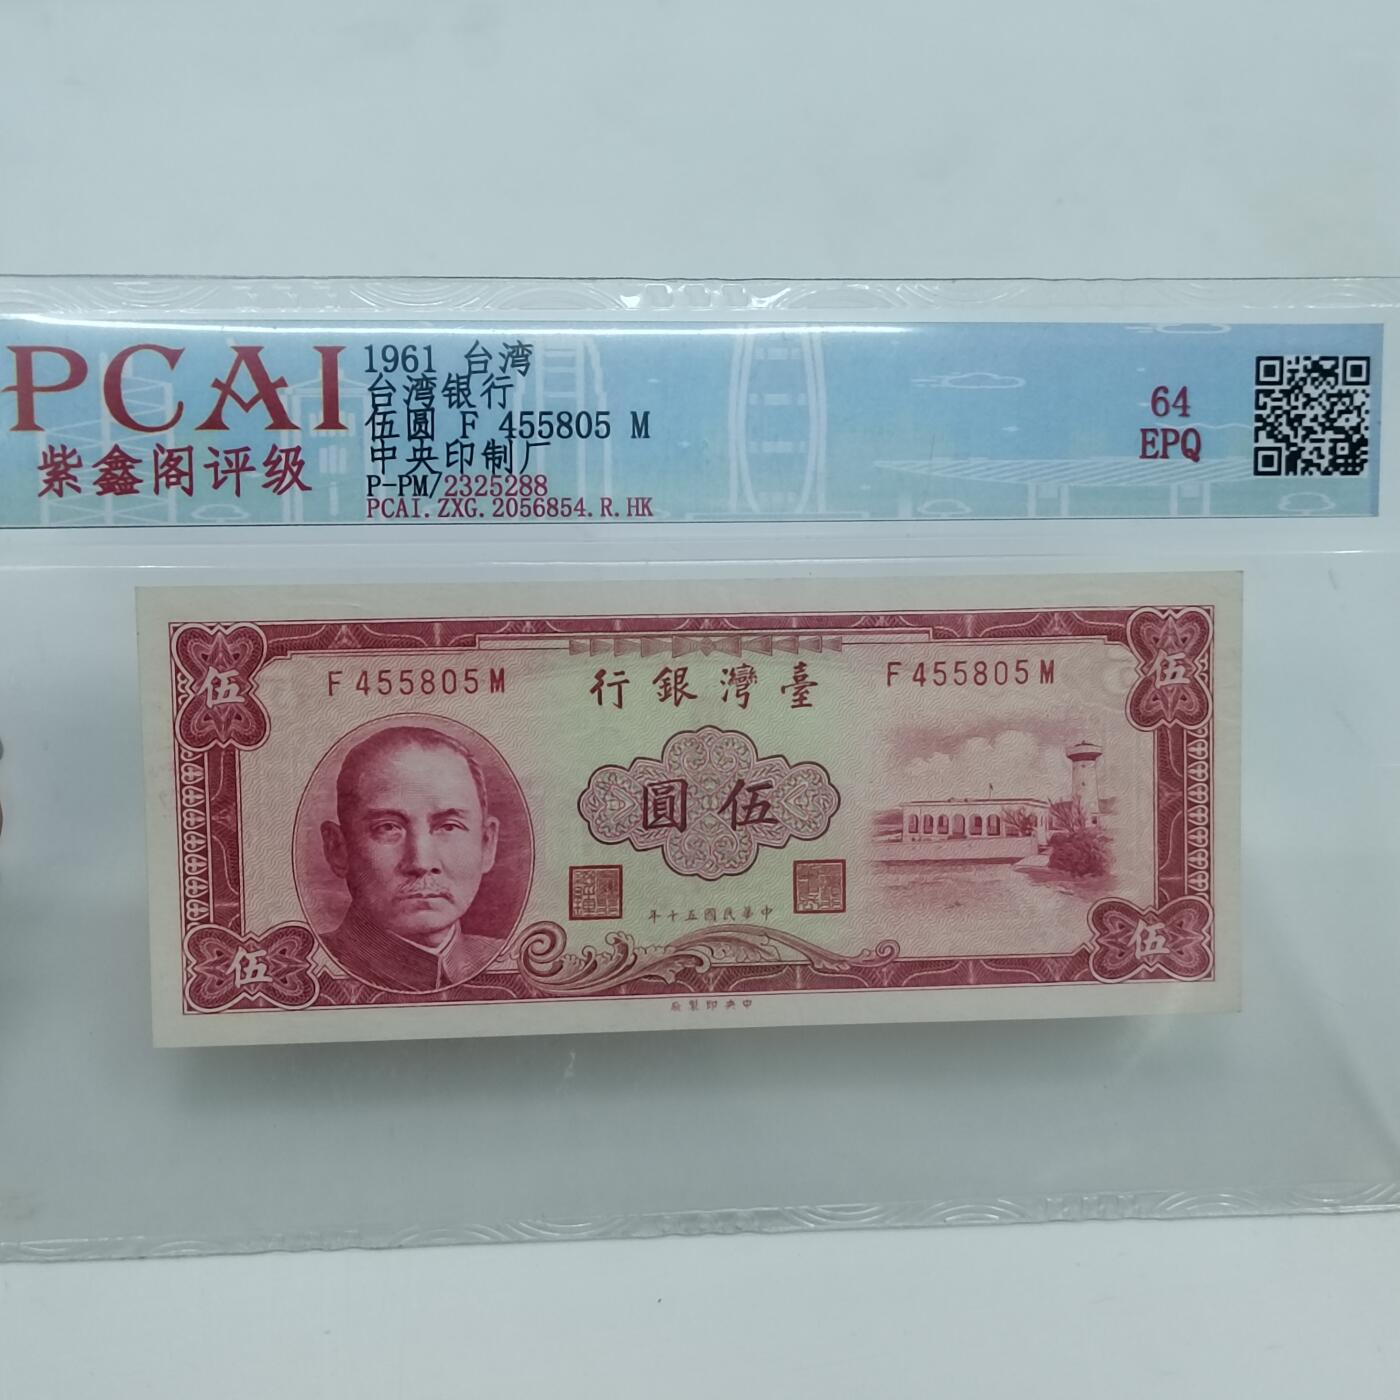 PCAI
紫鑫阁评级
1961 台湾
台湾银行
伍圆 F 455805 M
中央印制厂
P-PM/2325288
PCAI.ZXG.2056854.R.HK
64
EPQ
伍
伍
F455805M
行銀灣臺
F455805M
圓伍
年十五國民華中
伍
伍
廠製印央中